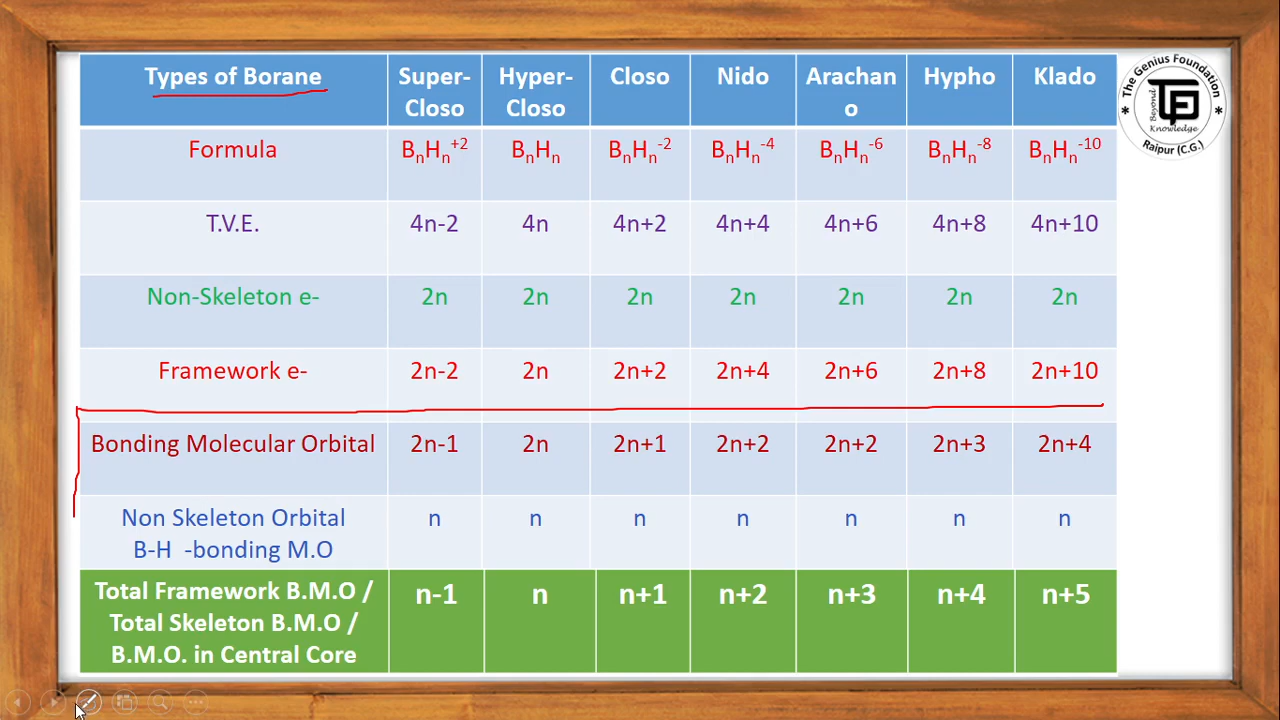 Types of Borane Super-Closo Hyper-Closo Closo Nido Arachano Hypho Klado
Formula BₙHₙ⁺² BₙHₙ BₙHₙ⁻² BₙHₙ⁻⁴ BₙHₙ⁻⁶ BₙHₙ⁻⁸ BₙHₙ⁻¹⁰
T.V.E. 4n-2 4n 4n+2 4n+4 4n+6 4n+8 4n+10
Non-Skeleton e- 2n 2n 2n 2n 2n 2n 2n
Framework e- 2n-2 2n 2n+2 2n+4 2n+6 2n+8 2n+10
Bonding Molecular Orbital 2n-1 2n 2n+1 2n+2 2n+2 2n+3 2n+4
Non Skeleton Orbital
B-H -bonding M.O n n n n n n n
Total Framework B.M.O /
Total Skeleton B.M.O /
B.M.O. in Central Core n-1 n n+1 n+2 n+3 n+4 n+5
The Genius Foundation
TGF
Beyond
Knowledge
Raipur (C.G.)